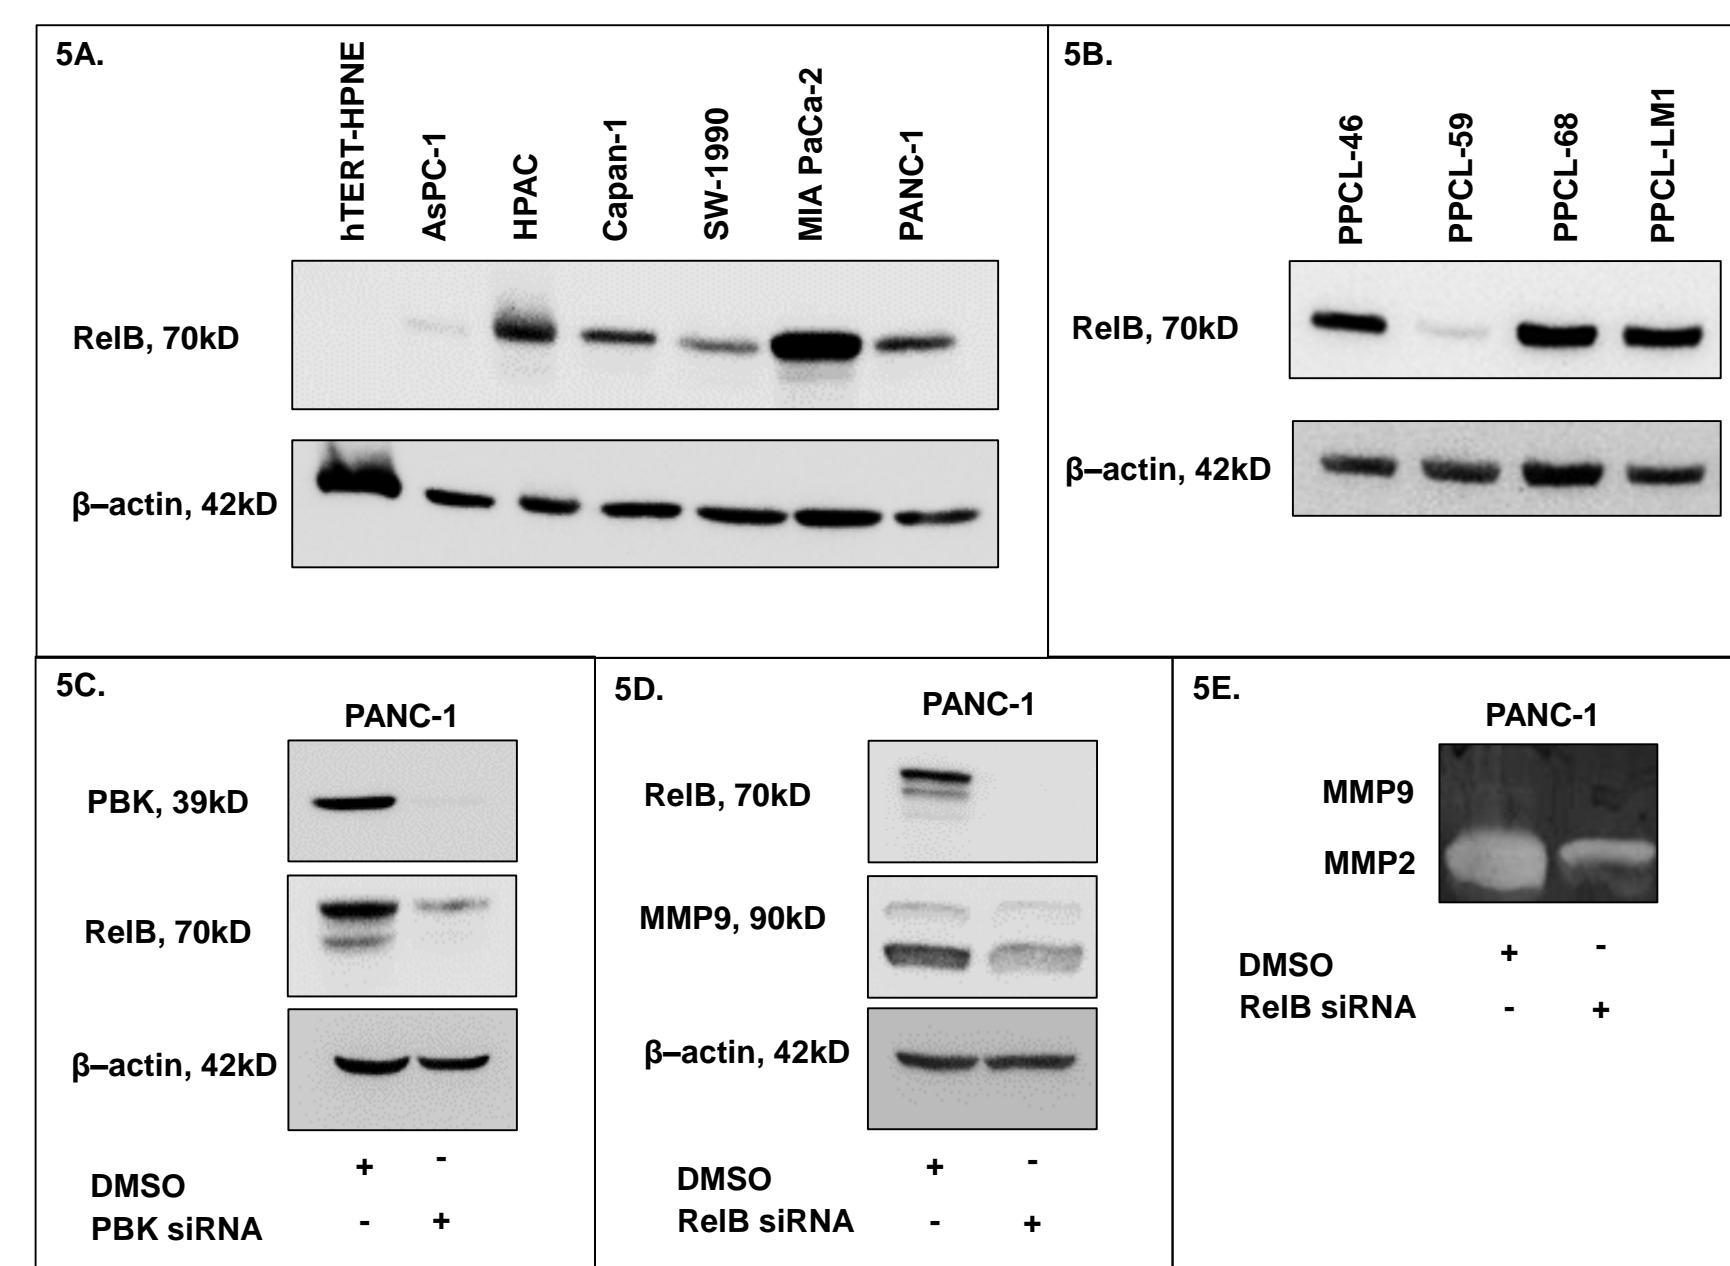 5A.
hTERT-HPNE
AsPC-1
HPAC
Capan-1
SW-1990
MIA PaCa-2
PANC-1
RelB, 70kD
β–actin, 42kD
5B.
PPCL-46
PPCL-59
PPCL-68
PPCL-LM1
RelB, 70kD
β–actin, 42kD
5C.
PANC-1
PBK, 39kD
RelB, 70kD
β–actin, 42kD
DMSO + -
PBK siRNA - +
5D.
PANC-1
RelB, 70kD
MMP9, 90kD
β–actin, 42kD
DMSO + -
RelB siRNA - +
5E.
PANC-1
MMP9
MMP2
DMSO + -
RelB siRNA - +